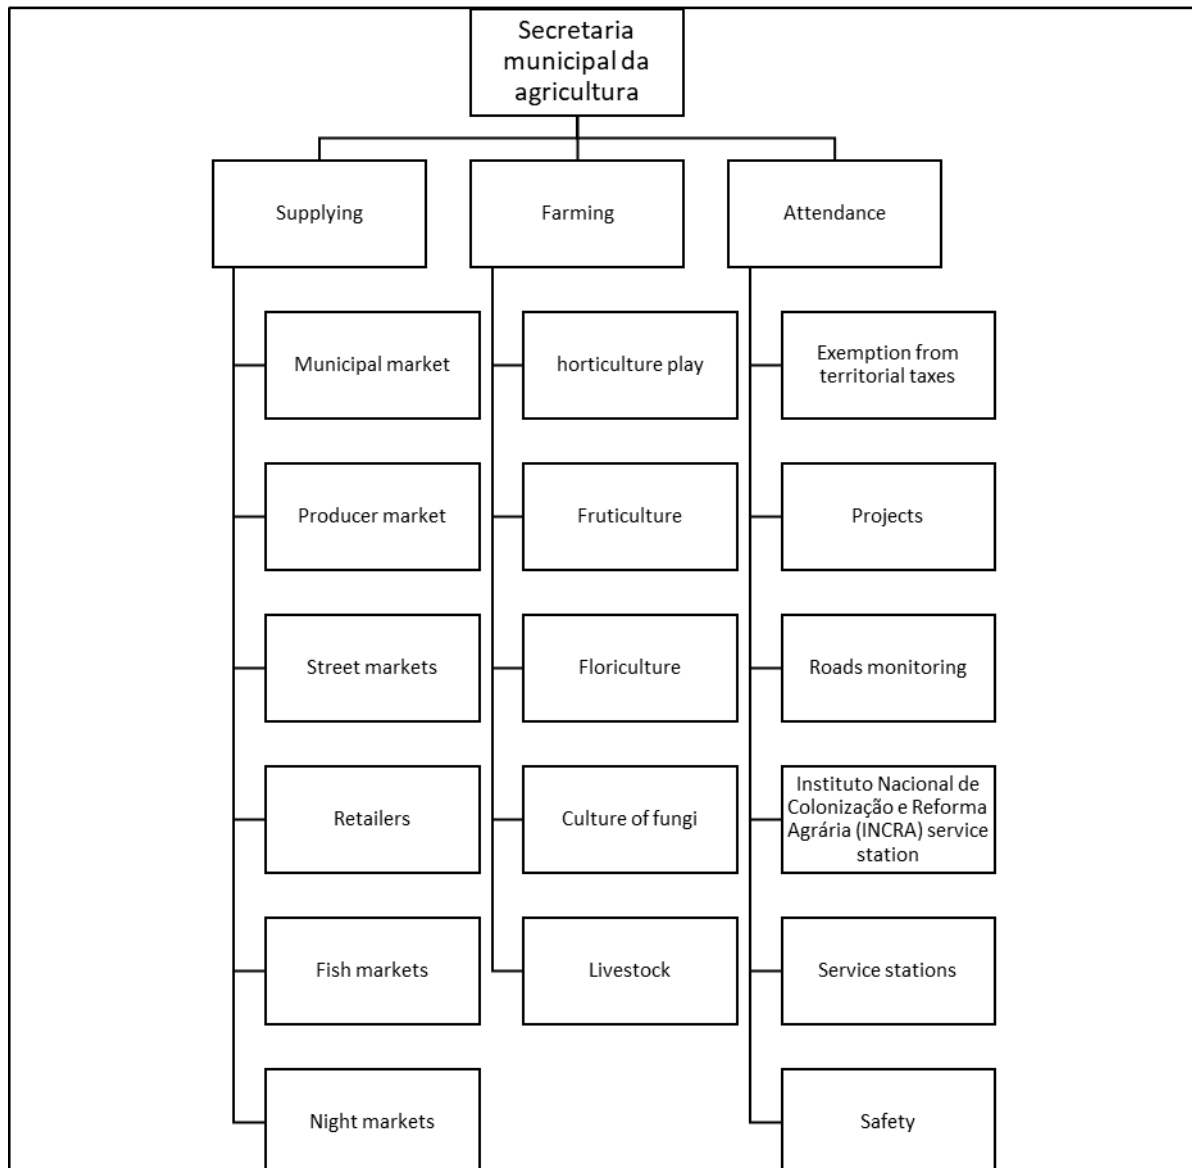 Secretaria
municipal da
agricultura
Supplying
Farming
Attendance
Municipal market
horticulture play
Exemption from
territorial taxes
Producer market
Fruticulture
Projects
Street markets
Floriculture
Roads monitoring
Retailers
Culture of fungi
Instituto Nacional de
Colonização e Reforma
Agrária (INCRA) service
station
Fish markets
Livestock
Service stations
Night markets
Safety